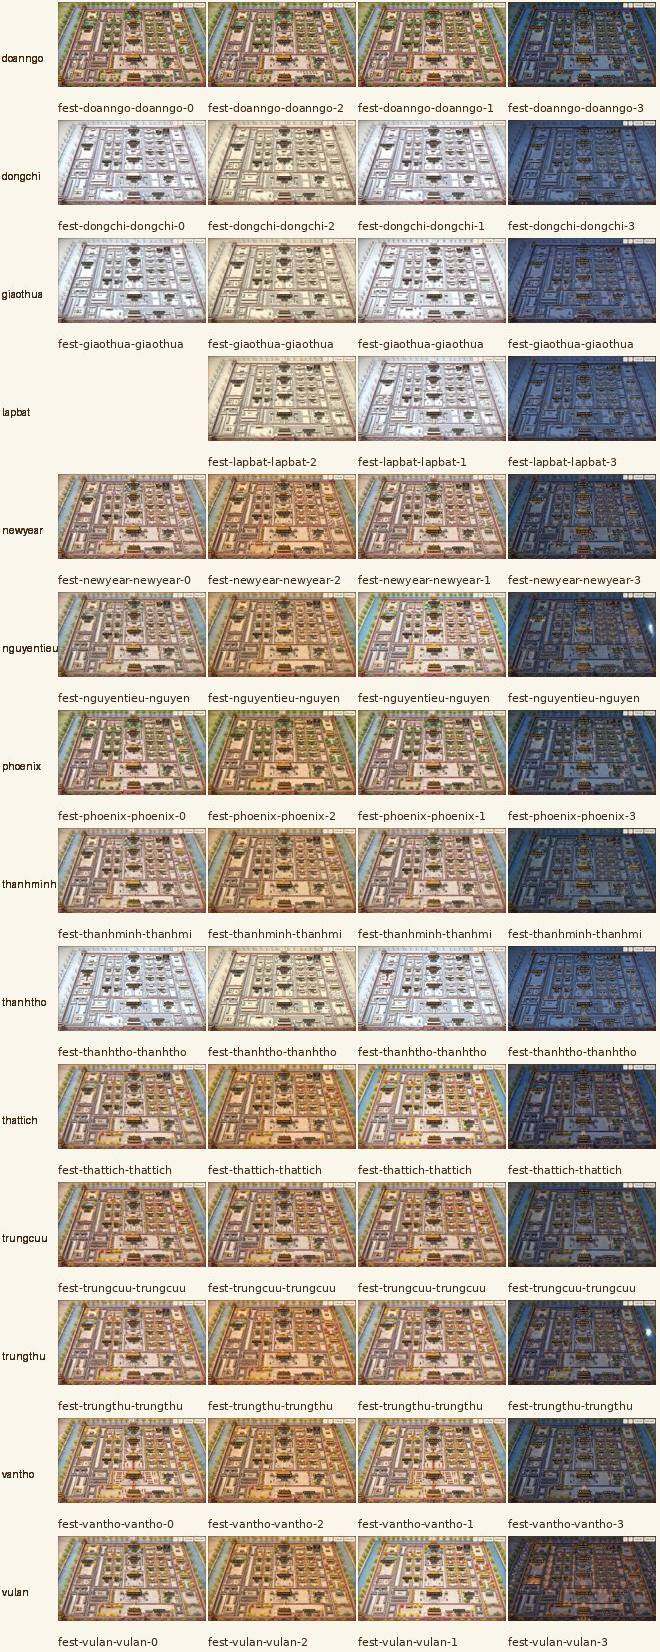 doanngo
fest-doanngo-doanngo-0 fest-doanngo-doanngo-2 fest-doanngo-doanngo-1 fest-doanngo-doanngo-3
dongchi
fest-dongchi-dongchi-0 fest-dongchi-dongchi-2 fest-dongchi-dongchi-1 fest-dongchi-dongchi-3
giaothua
fest-giaothua-giaothua fest-giaothua-giaothua fest-giaothua-giaothua fest-giaothua-giaothua
lapbat
fest-lapbat-lapbat-2 fest-lapbat-lapbat-1 fest-lapbat-lapbat-3
newyear
fest-newyear-newyear-0 fest-newyear-newyear-2 fest-newyear-newyear-1 fest-newyear-newyear-3
nguyentieu
fest-nguyentieu-nguyen fest-nguyentieu-nguyen fest-nguyentieu-nguyen fest-nguyentieu-nguyen
phoenix
fest-phoenix-phoenix-0 fest-phoenix-phoenix-2 fest-phoenix-phoenix-1 fest-phoenix-phoenix-3
thanhminh
fest-thanhminh-thanhmi fest-thanhminh-thanhmi fest-thanhminh-thanhmi fest-thanhminh-thanhmi
thanhtho
fest-thanhtho-thanhtho fest-thanhtho-thanhtho fest-thanhtho-thanhtho fest-thanhtho-thanhtho
thattich
fest-thattich-thattich fest-thattich-thattich fest-thattich-thattich fest-thattich-thattich
trungcuu
fest-trungcuu-trungcuu fest-trungcuu-trungcuu fest-trungcuu-trungcuu fest-trungcuu-trungcuu
trungthu
fest-trungthu-trungthu fest-trungthu-trungthu fest-trungthu-trungthu fest-trungthu-trungthu
vantho
fest-vantho-vantho-0 fest-vantho-vantho-2 fest-vantho-vantho-1 fest-vantho-vantho-3
vulan
fest-vulan-vulan-0 fest-vulan-vulan-2 fest-vulan-vulan-1 fest-vulan-vulan-3